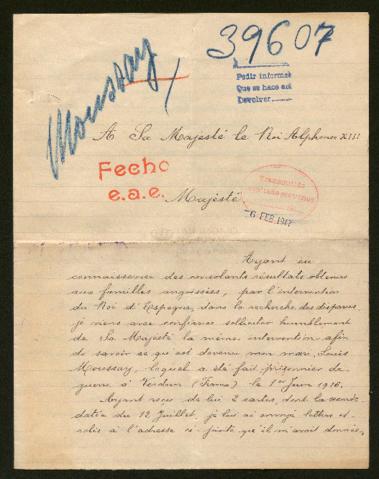 39607
Moussay
Pedir informes
Que se hace así
Devolver
A Sa Majesté le Roi Alphonse XIII
Fecho
e.a.e.
Majesté
6 FEB. 1917
Ayant eu
connaissance des consolants résultats obtenus
aux familles angoissées, par l'intervention
du Roi d'Espagne, dans la recherche des disparus,
je viens avec confiance solliciter humblement
de Sa Majesté la même intervention afin
de savoir ce qui est devenu mon mari, Louis
Moussay, lequel a été fait prisonnier de
guerre à Verdun (Fumin) le 1er Juin 1916.
Ayant reçu de lui 2 cartes, dont la seconde
datée du 12 Juillet, je lui ai envoyé lettres et
colis à l'adresse ci-jointe qu'il m'avait donnée.